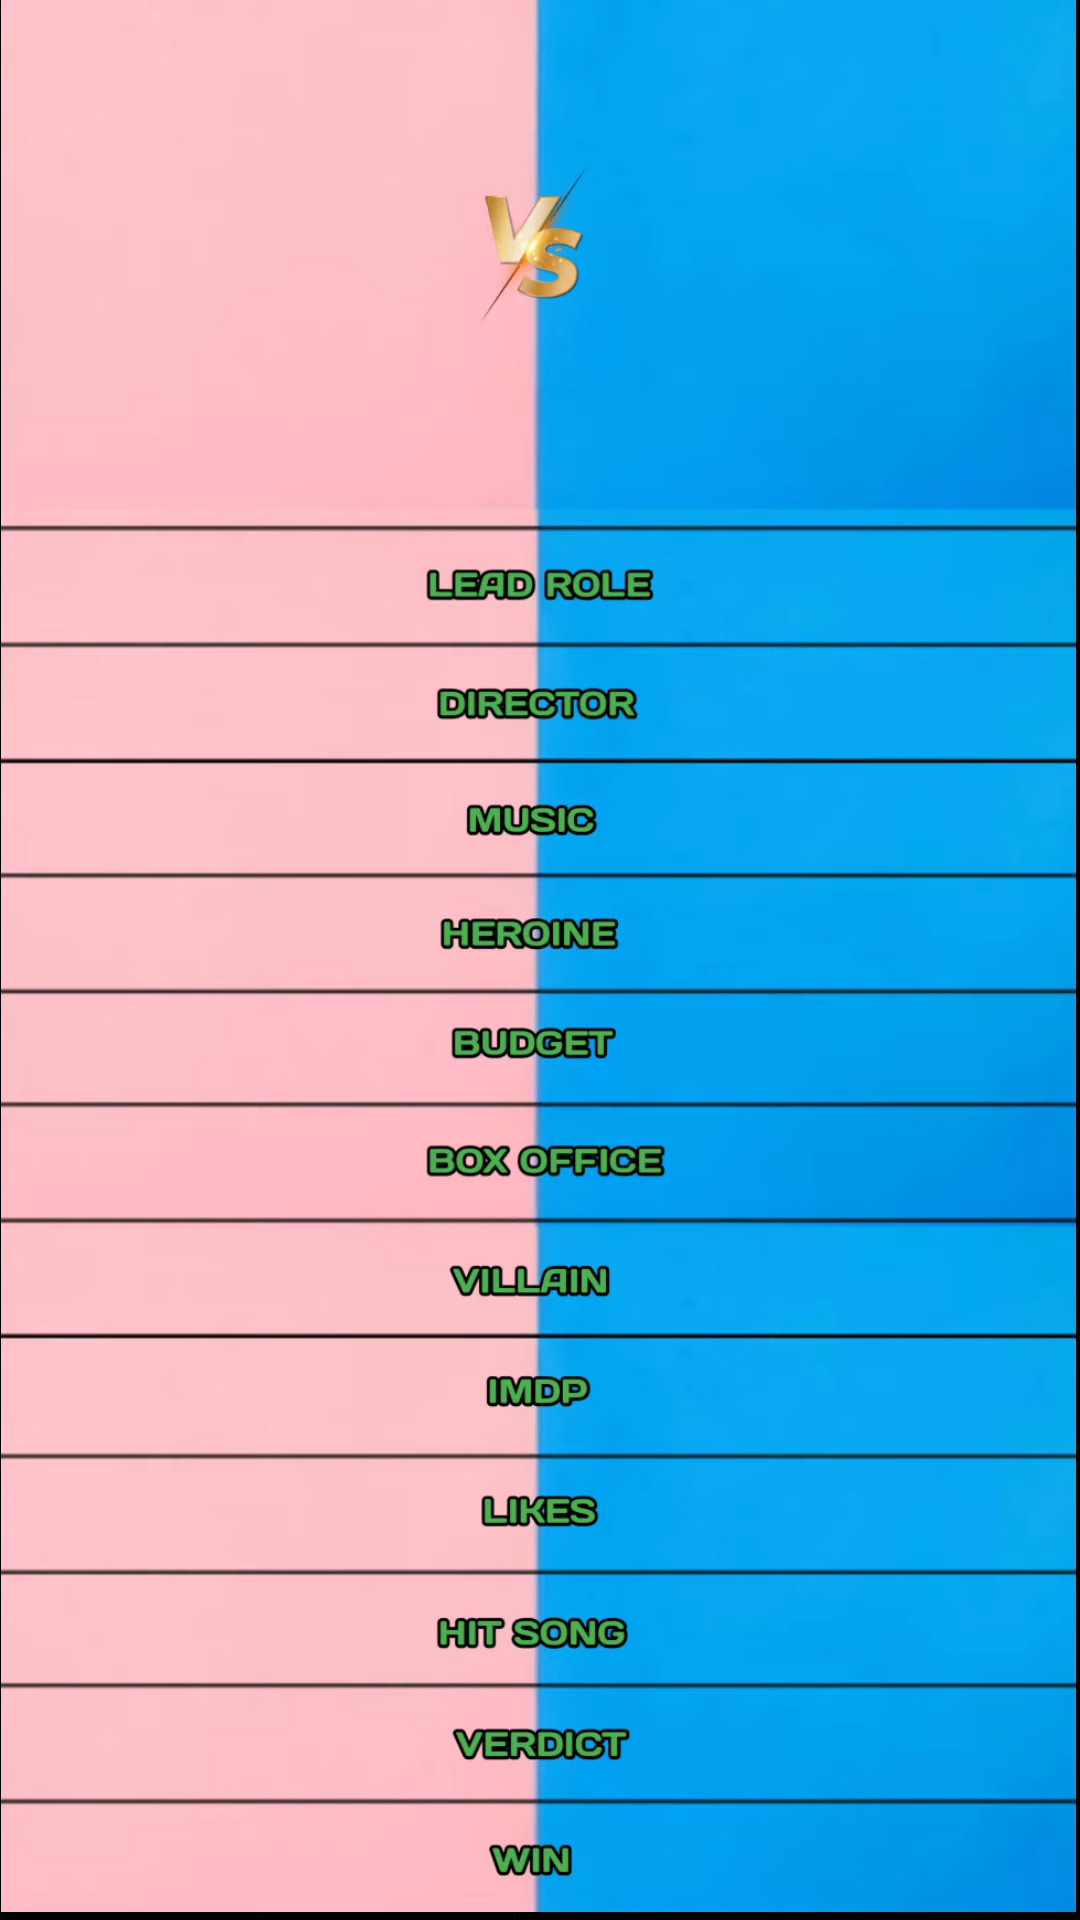 VS
LEAD ROLE
DIRECTOR
MUSIC
HEROINE
BUDGET
BOX OFFICE
VILLAIN
IMDP
LIKES
HIT SONG
VERDICT
WIN